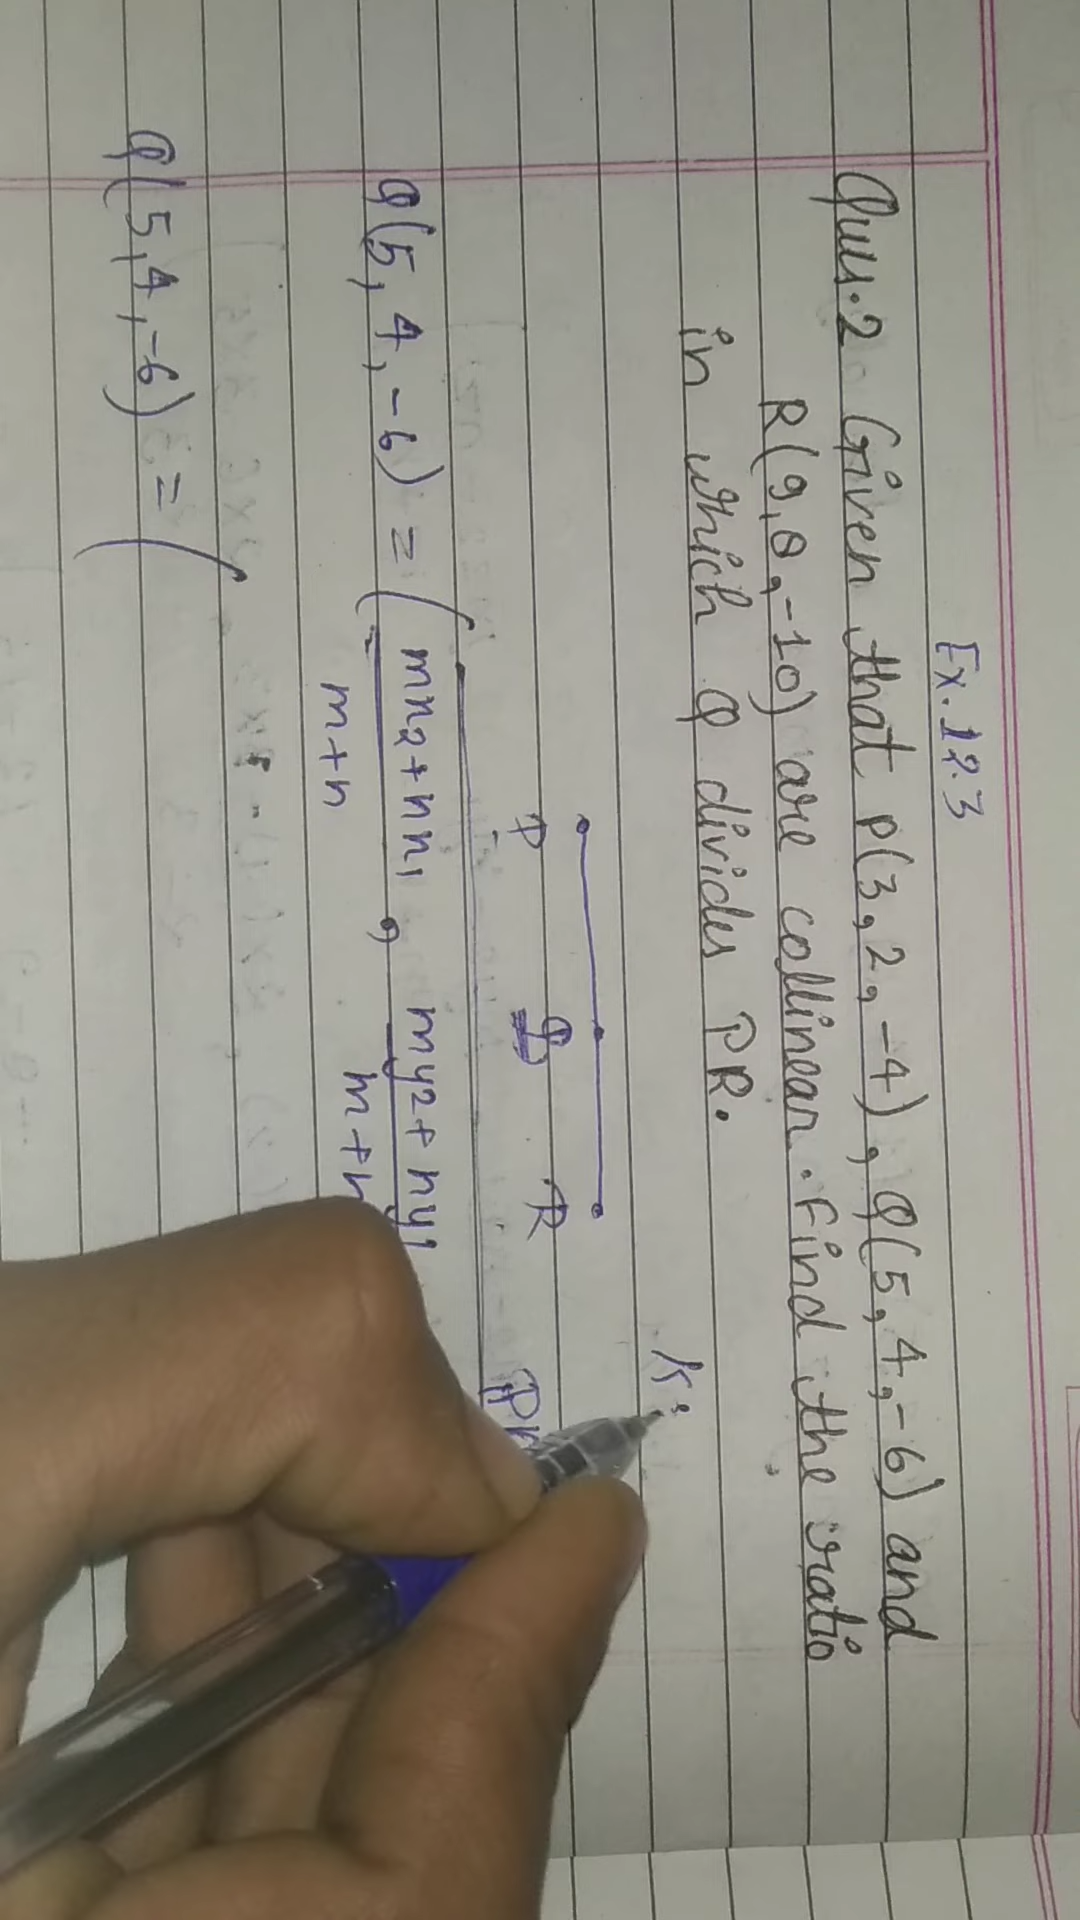 Ex. 12.3
Ques.2 Given that P(3,2,-4), Q(5,4,-6) and
R(9,8,-10) are collinear. Find the ratio
in which Q divides PR.
K:
P Q R
Q(5,4,-6) = ( mx2+nx1 / m+n , my2+ny1 / m+n
Q(5,4,-6) = (